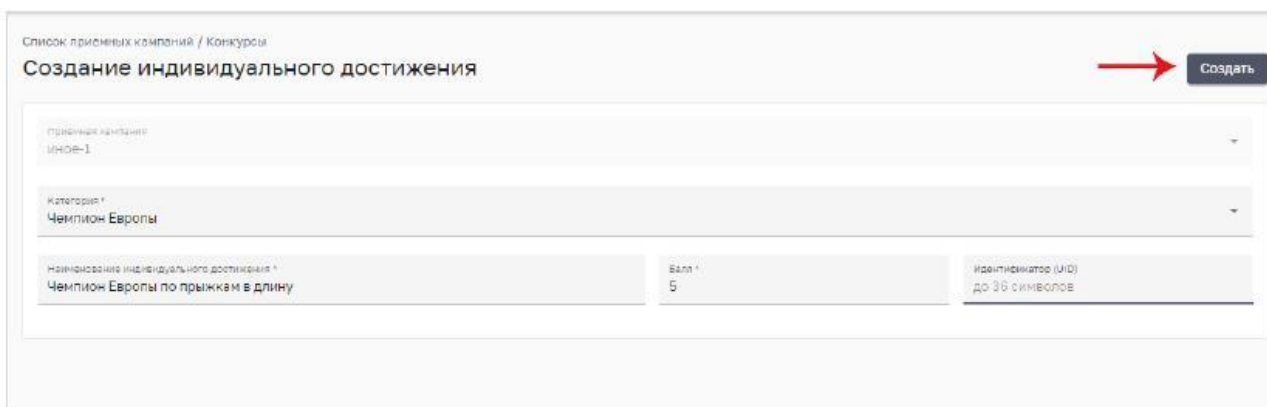 Список приемных кампаний / Конкурсы
Создание индивидуального достижения
Создать
Приемная кампания
иное-1
Категория *
Чемпион Европы
Наименование индивидуального достижения *
Балл *
Идентификатор (UID)
Чемпион Европы по прыжкам в длину
5
до 36 символов